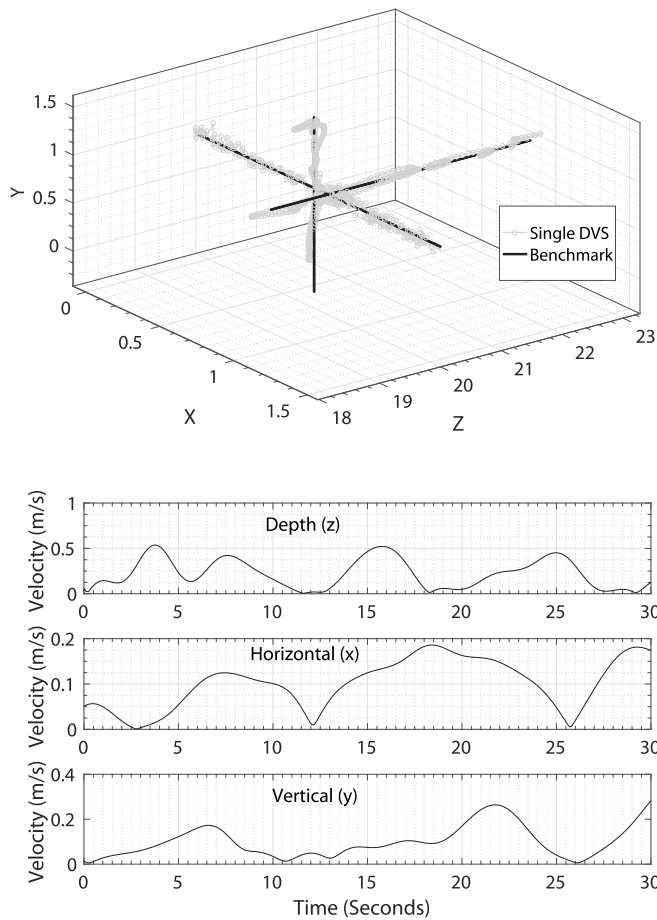 1.5
1
0.5
0
Y
0
0.5
1
1.5
X
18
19
20
21
22
23
Z
Single DVS
Benchmark
Velocity (m/s)
1
0.5
0
Depth (z)
0 5 10 15 20 25 30
Velocity (m/s)
0.2
0.1
0
Horizontal (x)
0 5 10 15 20 25 30
Velocity (m/s)
0.4
0.2
0
Vertical (y)
0 5 10 15 20 25 30
Time (Seconds)